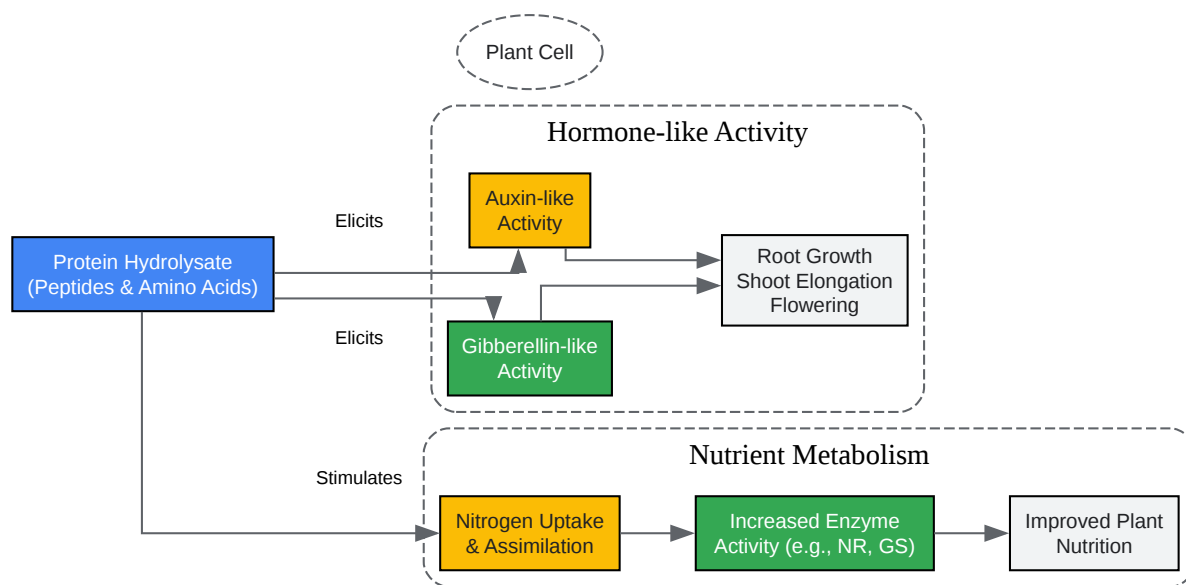 Plant Cell
Hormone-like Activity
Auxin-like
Activity
Elicits
Protein Hydrolysate
(Peptides & Amino Acids)
Root Growth
Shoot Elongation
Flowering
Elicits
Gibberellin-like
Activity
Nutrient Metabolism
Stimulates
Nitrogen Uptake
& Assimilation
Increased Enzyme
Activity (e.g., NR, GS)
Improved Plant
Nutrition